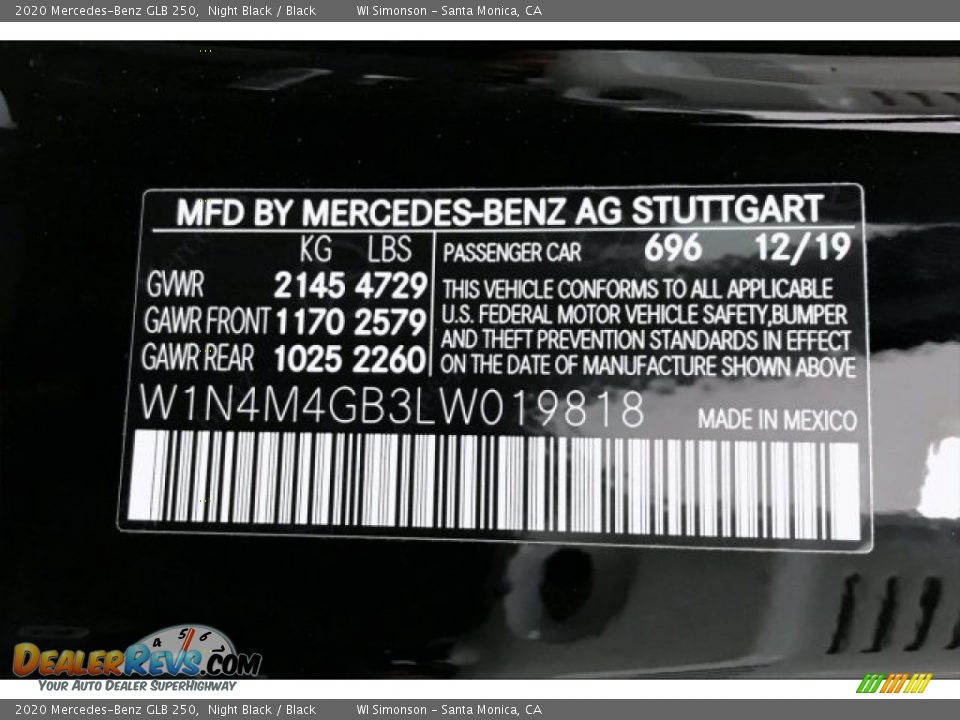 2020 Mercedes-Benz GLB 250, Night Black / Black WI Simonson - Santa Monica, CA
MFD BY MERCEDES-BENZ AG STUTTGART
KG LBS
GVWR 2145 4729
GAWR FRONT 1170 2579
GAWR REAR 1025 2260
PASSENGER CAR 696 12/19
THIS VEHICLE CONFORMS TO ALL APPLICABLE
U.S. FEDERAL MOTOR VEHICLE SAFETY,BUMPER
AND THEFT PREVENTION STANDARDS IN EFFECT
ON THE DATE OF MANUFACTURE SHOWN ABOVE
W1N4M4GB3LW019818 MADE IN MEXICO
4 5 6
DEALERREVS.COM
YOUR AUTO DEALER SUPERHIGHWAY
2020 Mercedes-Benz GLB 250, Night Black / Black WI Simonson - Santa Monica, CA